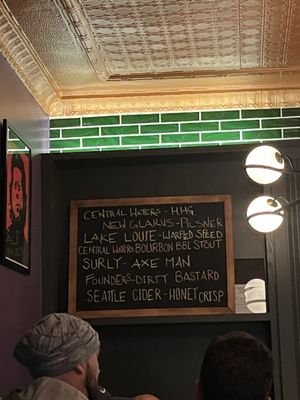 CENTRAL WATERS - HHG
NEW GLARUS - PILSNER
LAKE LOUIE - WARPED SPEED
CENTRAL WATERS BOURBON BBL STOUT
SURLY - AXE MAN
FOUNDERS - DIRTY BASTARD
SEATTLE CIDER - HONEY CRISP